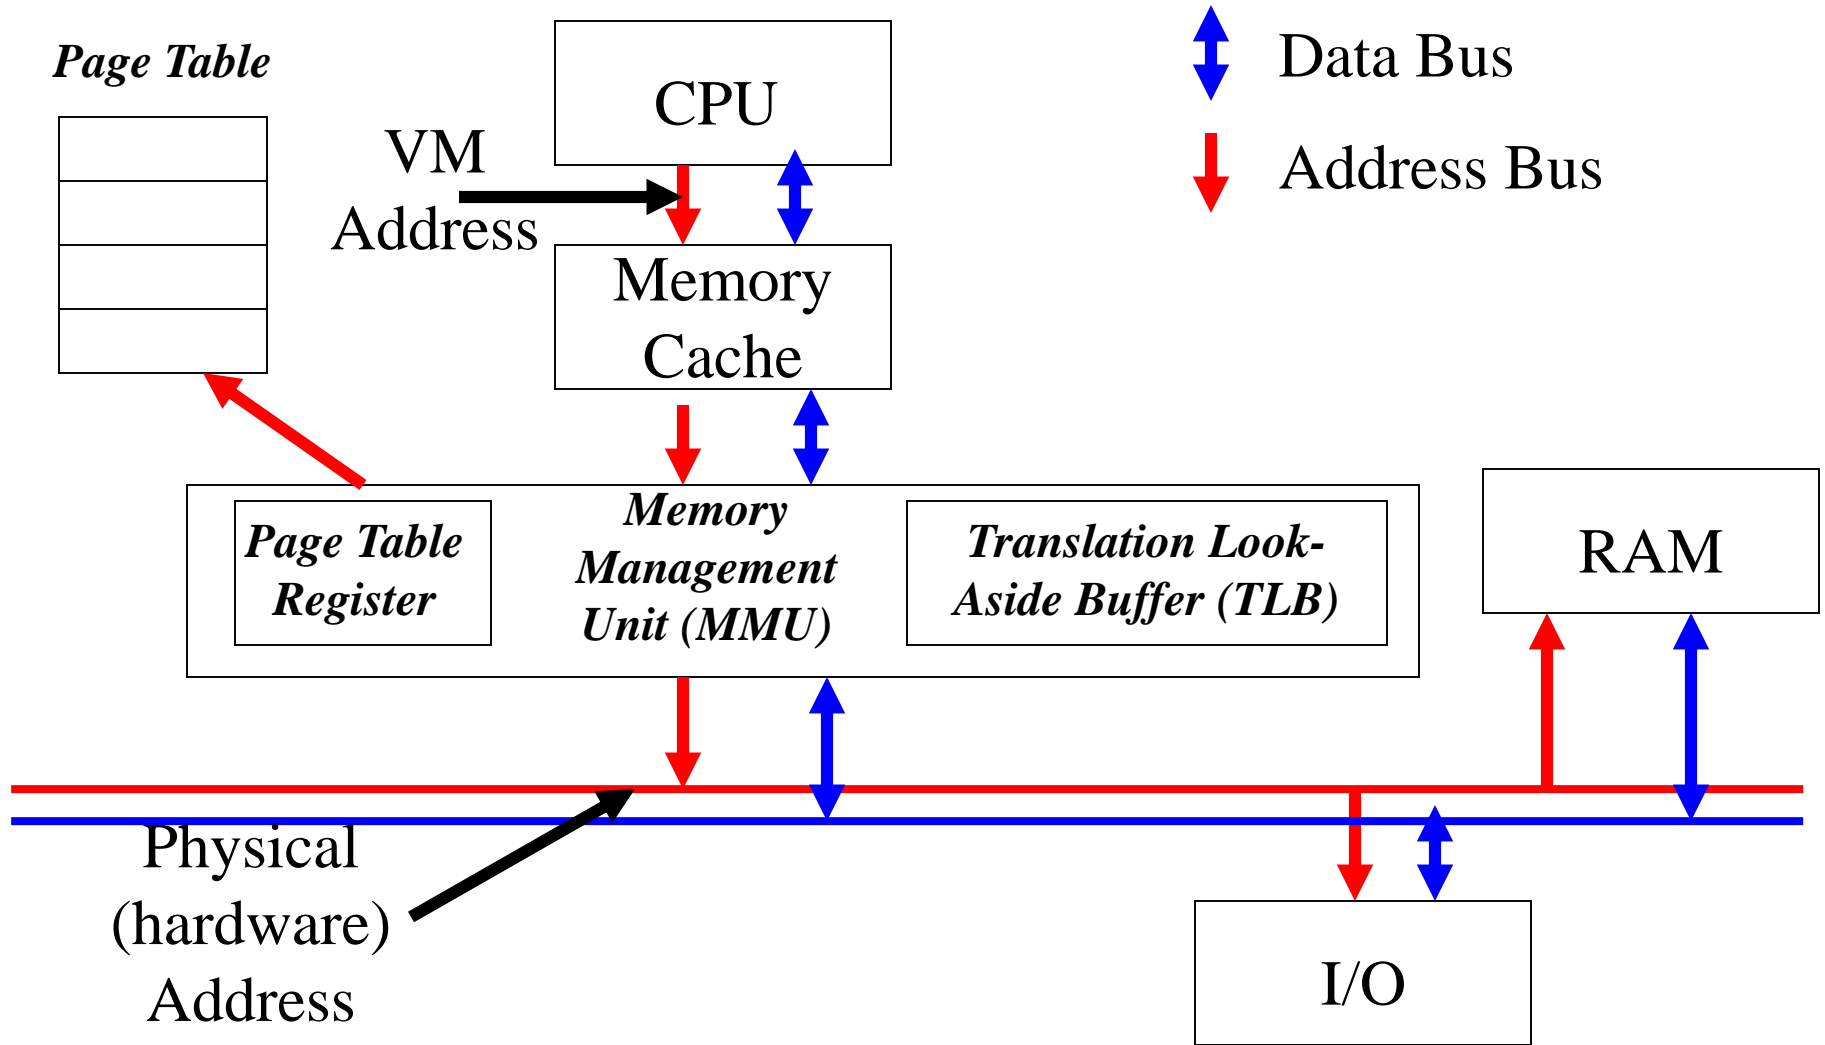 Page Table
CPU
Data Bus
Address Bus
VM
Address
Memory
Cache
Page Table
Register
Memory
Management
Unit (MMU)
Translation Look-
Aside Buffer (TLB)
RAM
Physical
(hardware)
Address
I/O